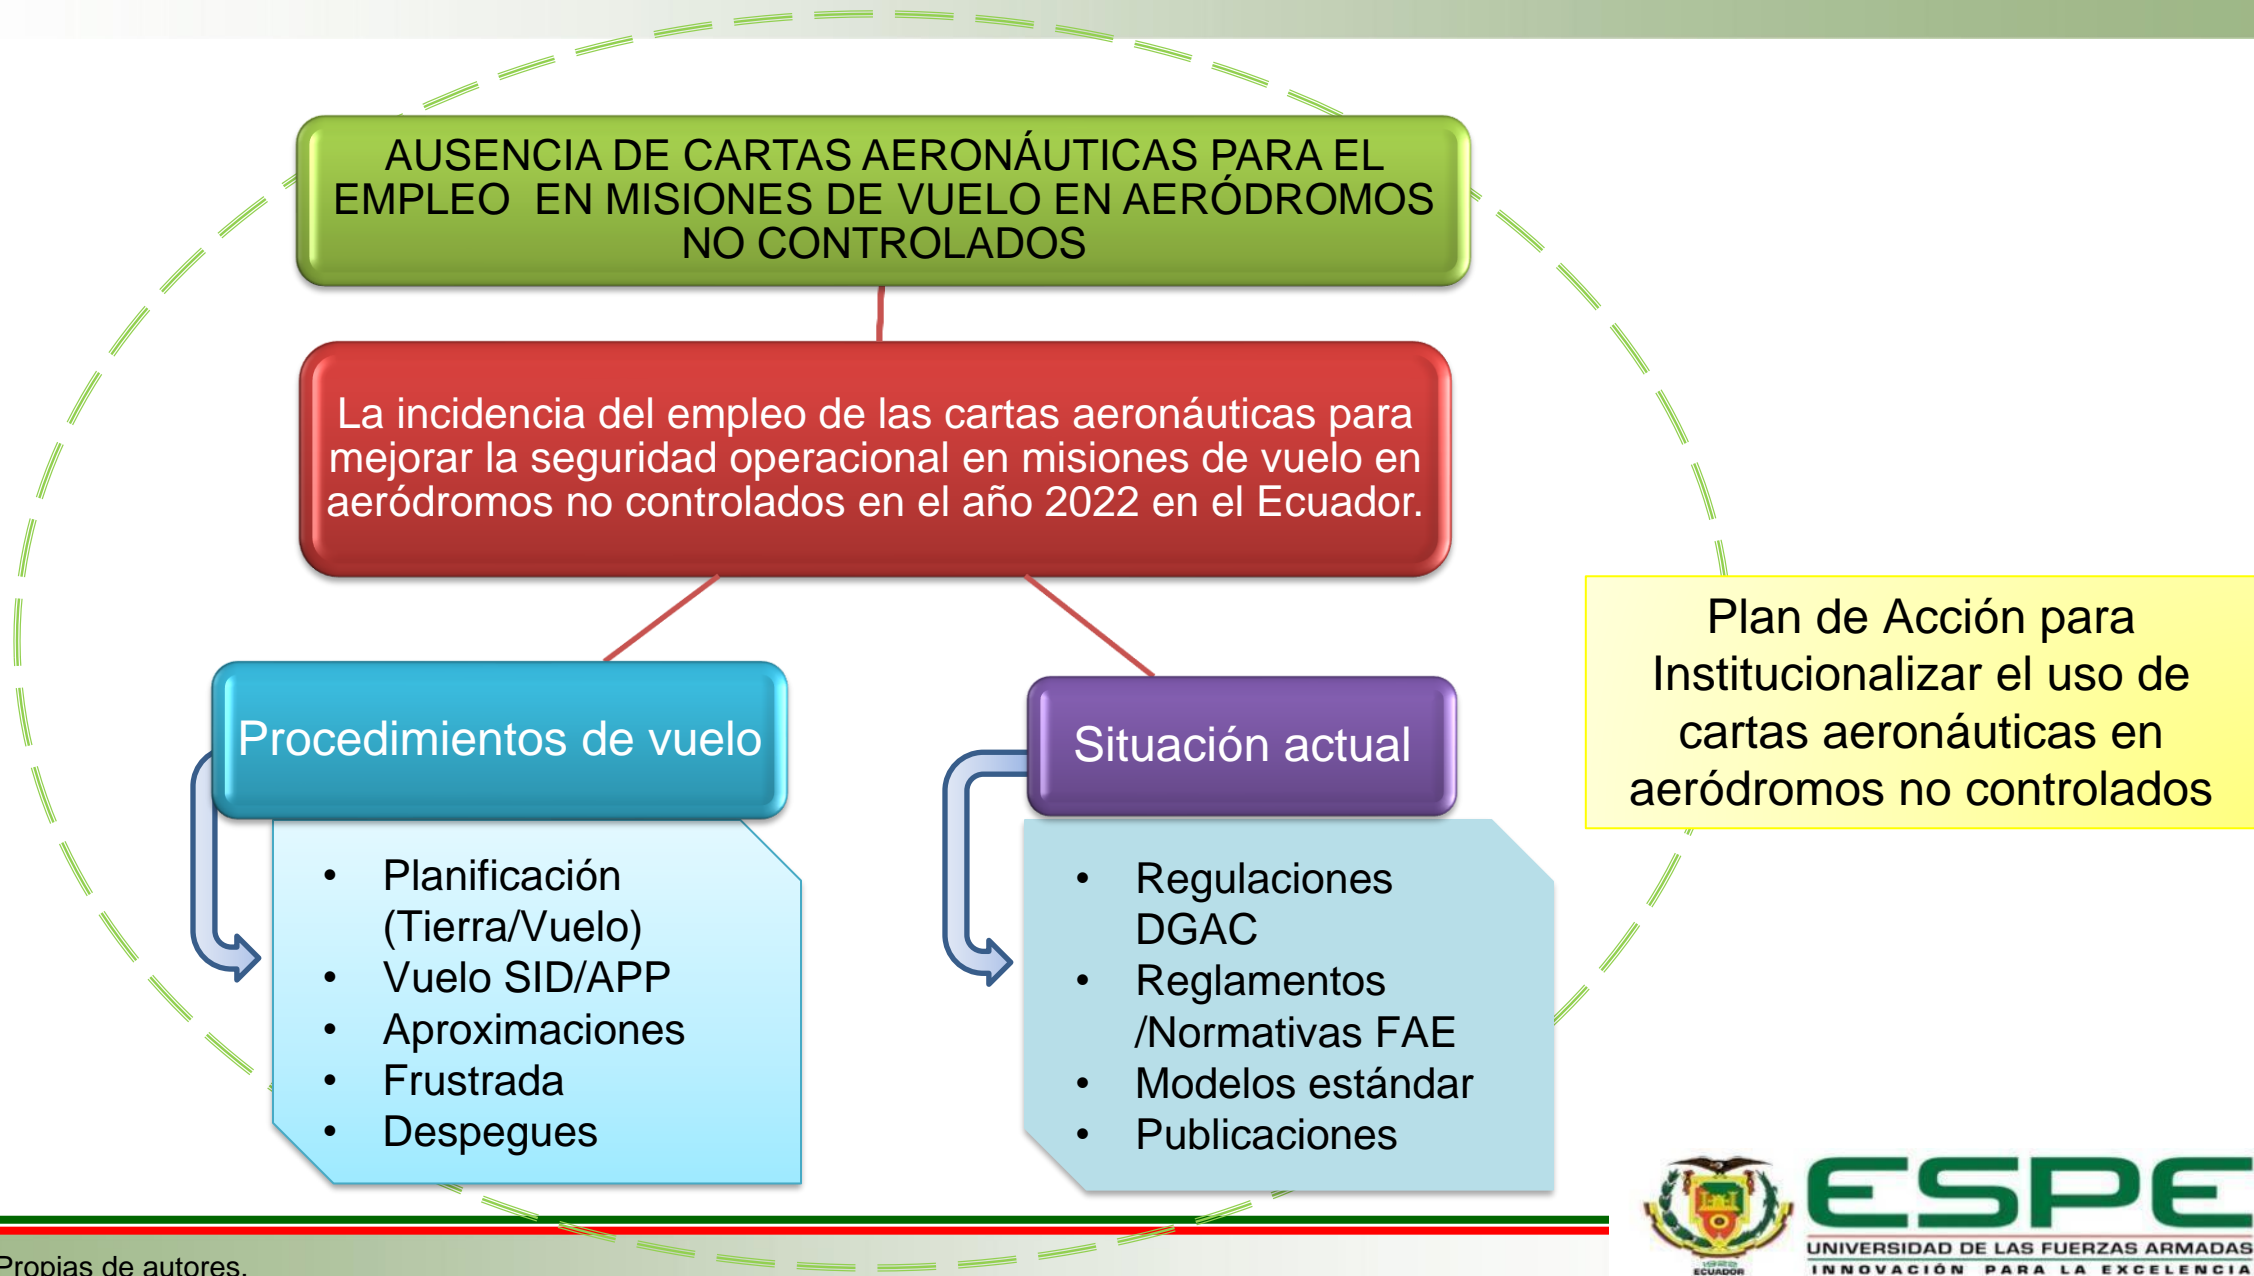 AUSENCIA DE CARTAS AERONÁUTICAS PARA EL
EMPLEO EN MISIONES DE VUELO EN AERÓDROMOS
NO CONTROLADOS
La incidencia del empleo de las cartas aeronáuticas para
mejorar la seguridad operacional en misiones de vuelo en
aeródromos no controlados en el año 2022 en el Ecuador.
Procedimientos de vuelo
• Planificación
(Tierra/Vuelo)
• Vuelo SID/APP
• Aproximaciones
• Frustrada
• Despegues
Situación actual
• Regulaciones
DGAC
• Reglamentos
/Normativas FAE
• Modelos estándar
• Publicaciones
Plan de Acción para
Institucionalizar el uso de
cartas aeronáuticas en
aeródromos no controlados
Propias de autores.
1922
ECUADOR
ESPE
UNIVERSIDAD DE LAS FUERZAS ARMADAS
INNOVACIÓN PARA LA EXCELENCIA